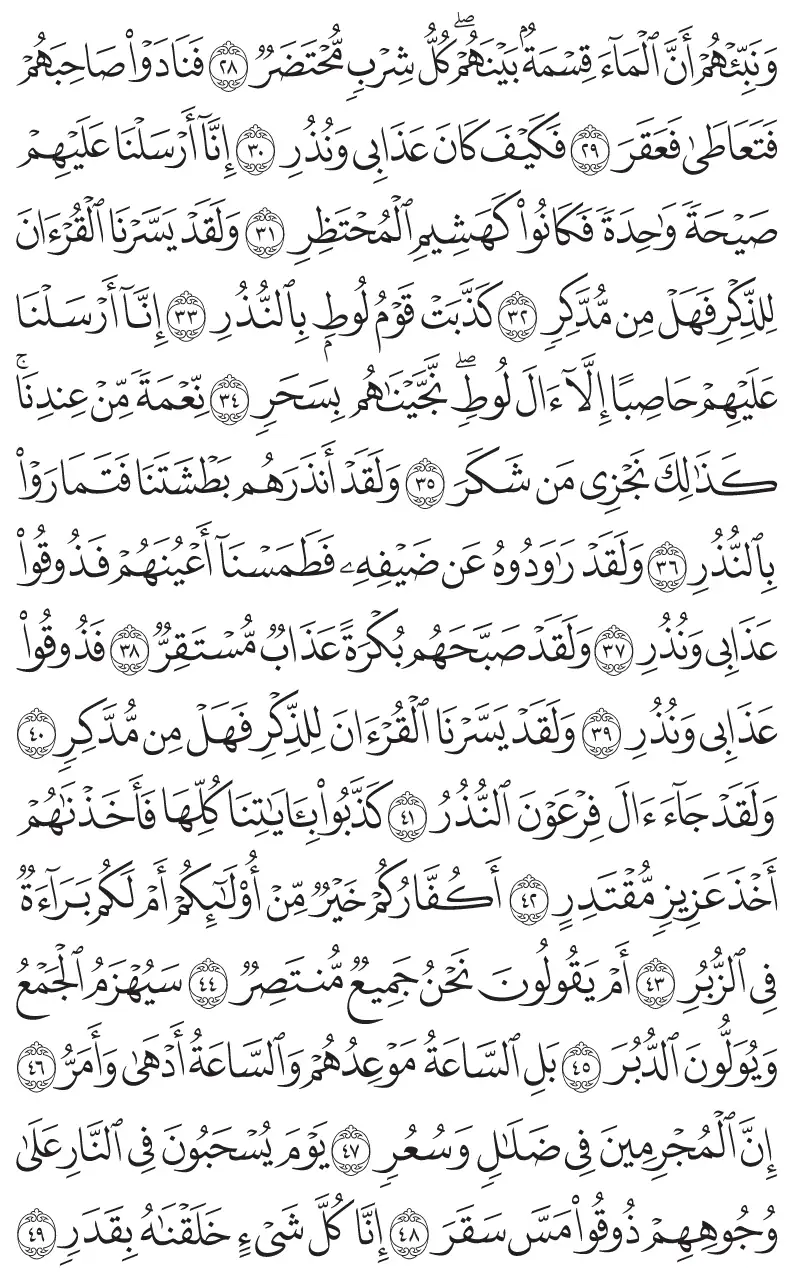 وَنَبِّئْهُمْ أَنَّ ٱلْمَآءَ قِسْمَةٌۢ بَيْنَهُمْ ۖ كُلُّ شِرْبٍ مُّحْتَضَرٌ ٢٨ فَنَادَوْا۟ صَاحِبَهُمْ
فَتَعَاطَىٰ فَعَقَرَ ٢٩ فَكَيْفَ كَانَ عَذَابِى وَنُذُرِ ٣٠ إِنَّآ أَرْسَلْنَا عَلَيْهِمْ
صَيْحَةً وَٰحِدَةً فَكَانُوا۟ كَهَشِيمِ ٱلْمُحْتَظِرِ ٣١ وَلَقَدْ يَسَّرْنَا ٱلْقُرْءَانَ
لِلذِّكْرِ فَهَلْ مِن مُّدَّكِرٍ ٣٢ كَذَّبَتْ قَوْمُ لُوطٍۭ بِٱلنُّذُرِ ٣٣ إِنَّآ أَرْسَلْنَا
عَلَيْهِمْ حَاصِبًا إِلَّآ ءَالَ لُوطٍ ۖ نَّجَّيْنَٰهُم بِسَحَرٍ ٣٤ نِّعْمَةً مِّنْ عِندِنَا ۚ
كَذَٰلِكَ نَجْزِى مَن شَكَرَ ٣٥ وَلَقَدْ أَنذَرَهُم بَطْشَتَنَا فَتَمَارَوْا۟
بِٱلنُّذُرِ ٣٦ وَلَقَدْ رَٰوَدُوهُ عَن ضَيْفِهِۦ فَطَمَسْنَآ أَعْيُنَهُمْ فَذُوقُوا۟
عَذَابِى وَنُذُرِ ٣٧ وَلَقَدْ صَبَّحَهُم بُكْرَةً عَذَابٌ مُّسْتَقِرٌّ ٣٨ فَذُوقُوا۟
عَذَابِى وَنُذُرِ ٣٩ وَلَقَدْ يَسَّرْنَا ٱلْقُرْءَانَ لِلذِّكْرِ فَهَلْ مِن مُّدَّكِرٍ ٤٠
وَلَقَدْ جَآءَ ءَالَ فِرْعَوْنَ ٱلنُّذُرُ ٤١ كَذَّبُوا۟ بِـَٔايَٰتِنَا كُلِّهَا فَأَخَذْنَٰهُمْ
أَخْذَ عَزِيزٍ مُّقْتَدِرٍ ٤٢ أَكُفَّارُكُمْ خَيْرٌ مِّنْ أُو۟لَٰٓئِكُمْ أَمْ لَكُم بَرَآءَةٌ
فِى ٱلزُّبُرِ ٤٣ أَمْ يَقُولُونَ نَحْنُ جَمِيعٌ مُّنتَصِرٌ ٤٤ سَيُهْزَمُ ٱلْجَمْعُ
وَيُوَلُّونَ ٱلدُّبُرَ ٤٥ بَلِ ٱلسَّاعَةُ مَوْعِدُهُمْ وَٱلسَّاعَةُ أَدْهَىٰ وَأَمَرُّ ٤٦
إِنَّ ٱلْمُجْرِمِينَ فِى ضَلَٰلٍ وَسُعُرٍ ٤٧ يَوْمَ يُسْحَبُونَ فِى ٱلنَّارِ عَلَىٰ
وُجُوهِهِمْ ذُوقُوا۟ مَسَّ سَقَرَ ٤٨ إِنَّا كُلَّ شَىْءٍ خَلَقْنَٰهُ بِقَدَرٍ ٤٩